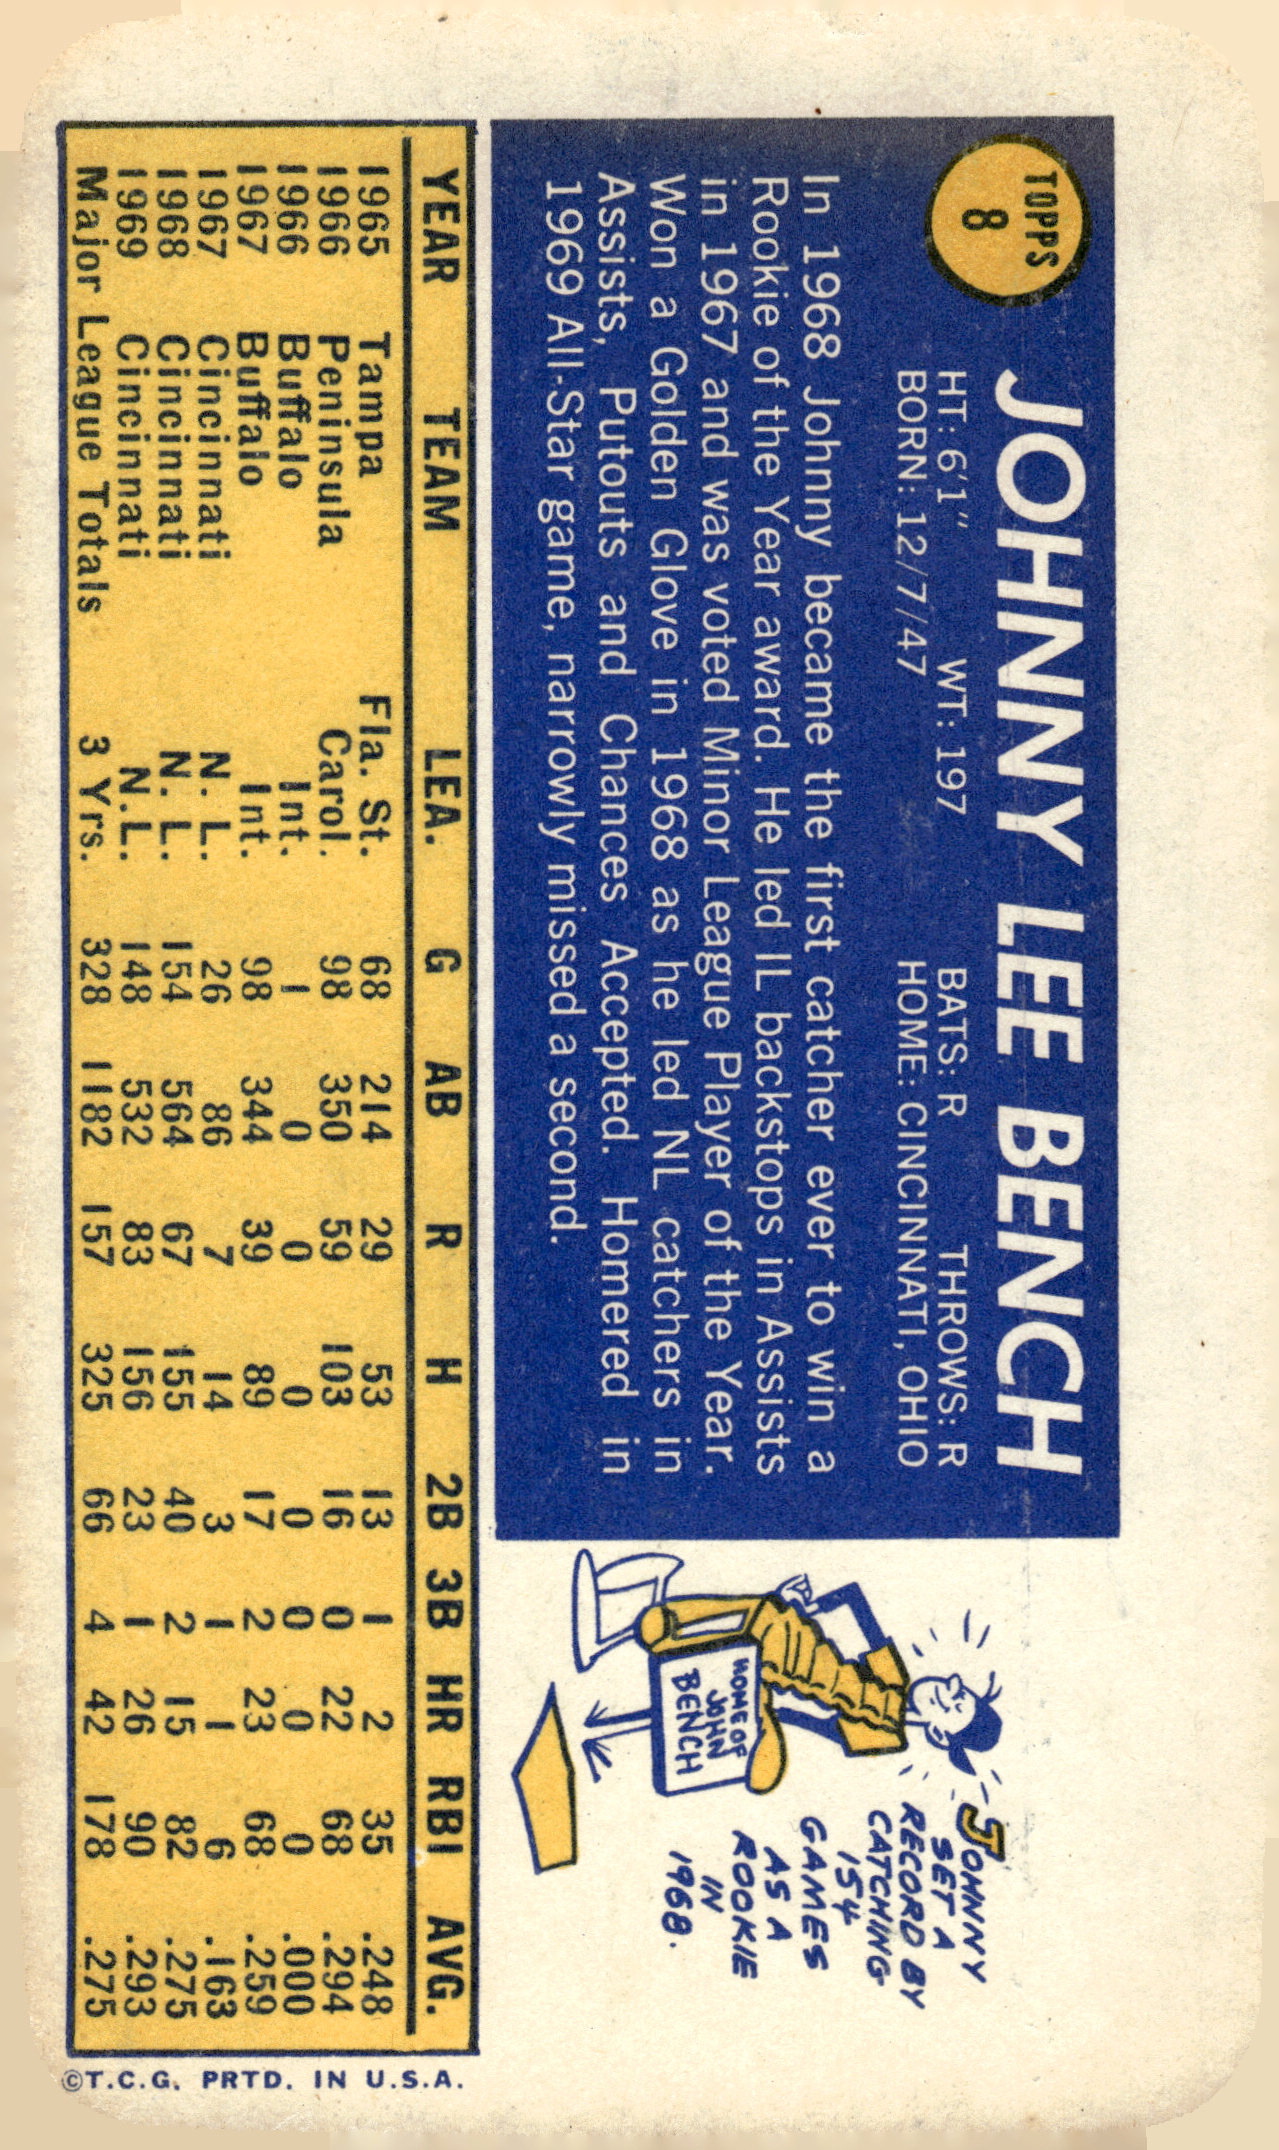 TOPPS
8
JOHNNY LEE BENCH
HT: 6'1" WT: 197 BATS: R THROWS: R
BORN: 12/7/47 HOME: CINCINNATI, OHIO
In 1968 Johnny became the first catcher ever to win a
Rookie of the Year award. He led IL backstops in Assists
in 1967 and was voted Minor League Player of the Year.
Won a Golden Glove in 1968 as he led NL catchers in
Assists, Putouts and Chances Accepted. Homered in
1969 All-Star game, narrowly missed a second.
JOHNNY
SET A
RECORD BY
CATCHING
154
GAMES
AS A
ROOKIE
IN
1968.
HOME OF
JOHN
BENCH
YEAR TEAM LEA. G AB R H 2B 3B HR RBI AVG.
1965 Tampa Fla. St. 68 214 29 53 13 1 2 35 .248
1966 Peninsula Carol. 98 350 59 103 16 0 22 68 .294
1966 Buffalo Int. 1 0 0 0 0 0 0 0 .000
1967 Buffalo Int. 98 344 39 89 17 2 23 68 .259
1967 Cincinnati N. L. 26 86 7 14 3 1 1 6 .163
1968 Cincinnati N. L. 154 564 67 155 40 2 15 82 .275
1969 Cincinnati N.L. 148 532 83 156 23 1 26 90 .293
Major League Totals 3 Yrs. 328 1182 157 325 66 4 42 178 .275
©T.C.G. PRTD. IN U.S.A.